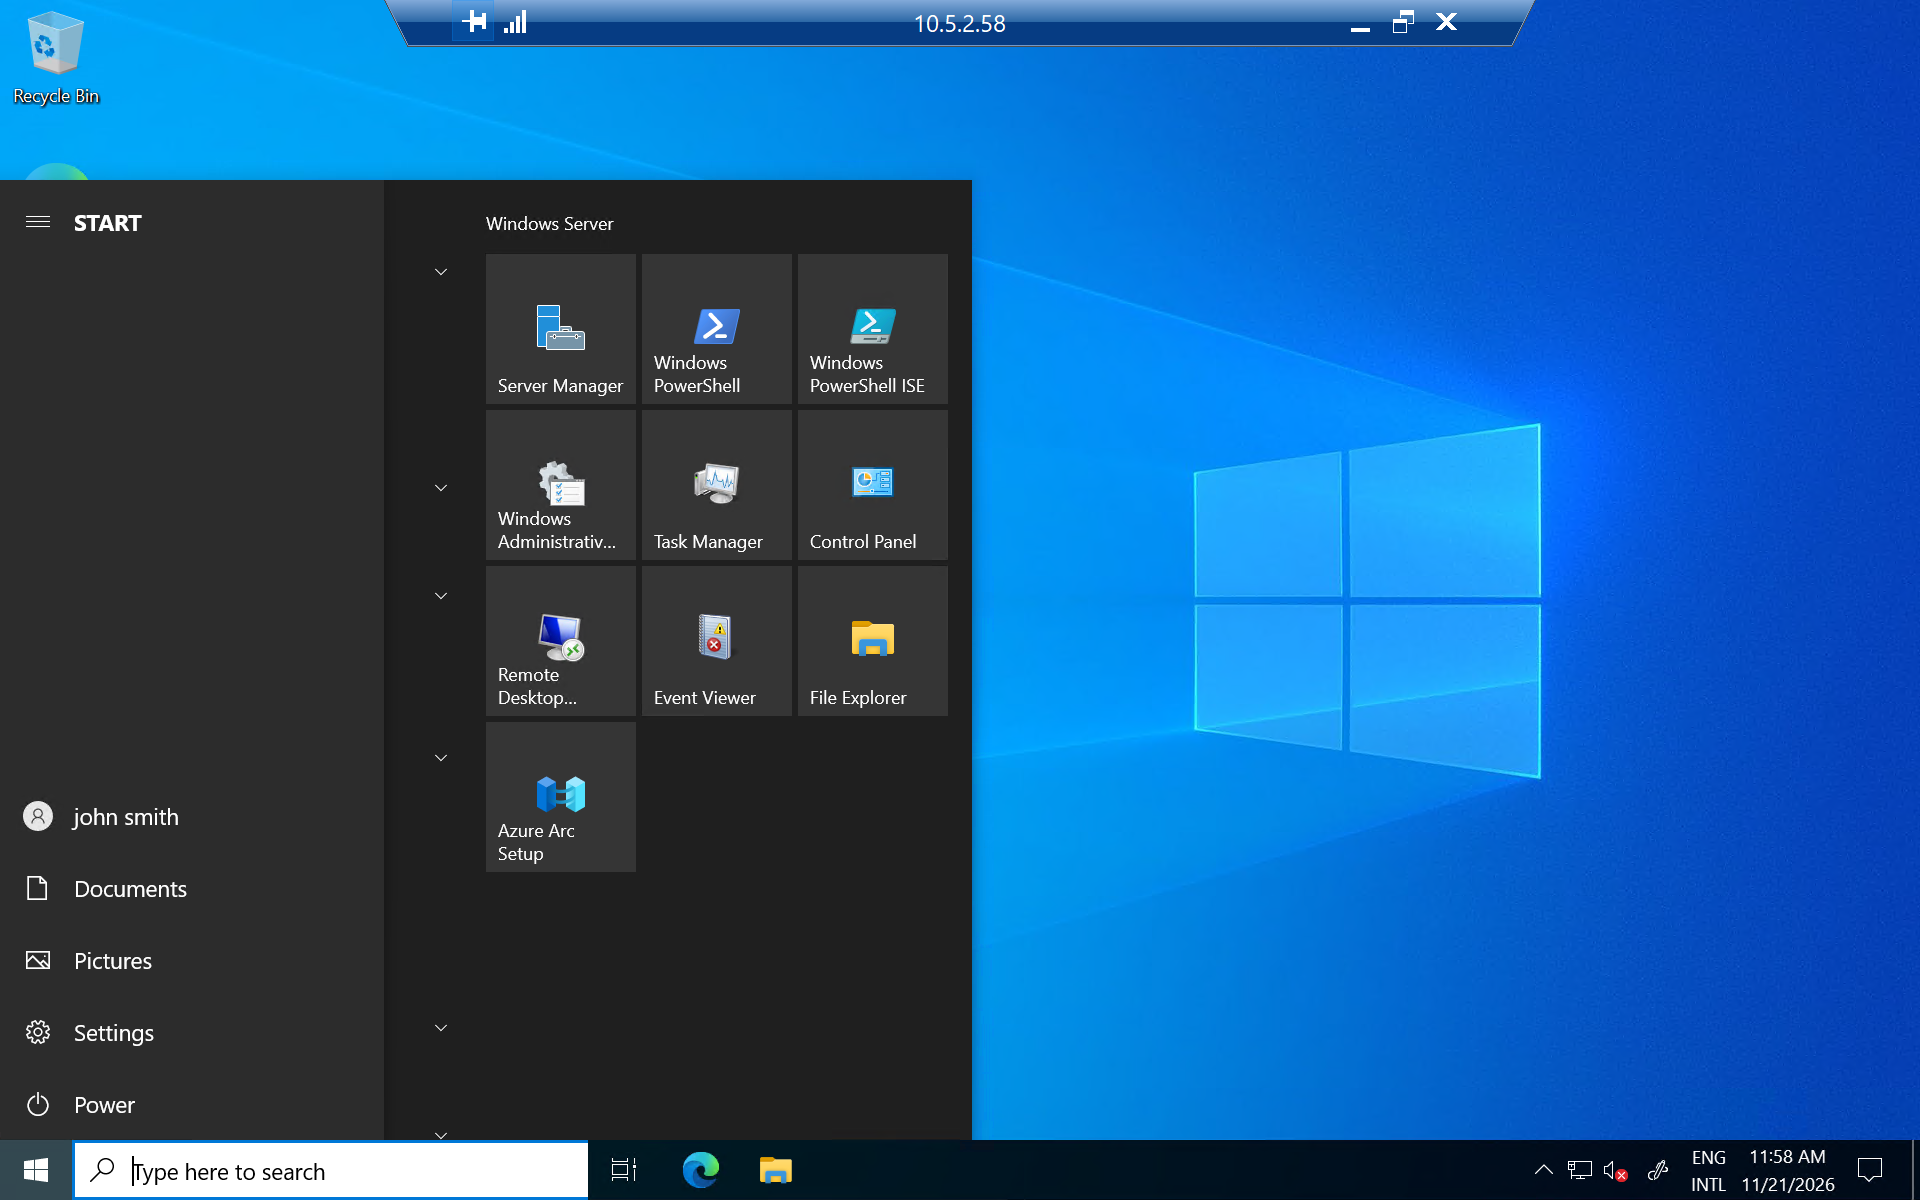 10.5.2.58
Recycle Bin
START
Windows Server
Server Manager
Windows
PowerShell
Windows
PowerShell ISE
Windows
Administrativ...
Task Manager
Control Panel
Remote
Desktop...
Event Viewer
File Explorer
Azure Arc
Setup
john smith
Documents
Pictures
Settings
Power
Type here to search
ENG
INTL
11:58 AM
11/21/2026